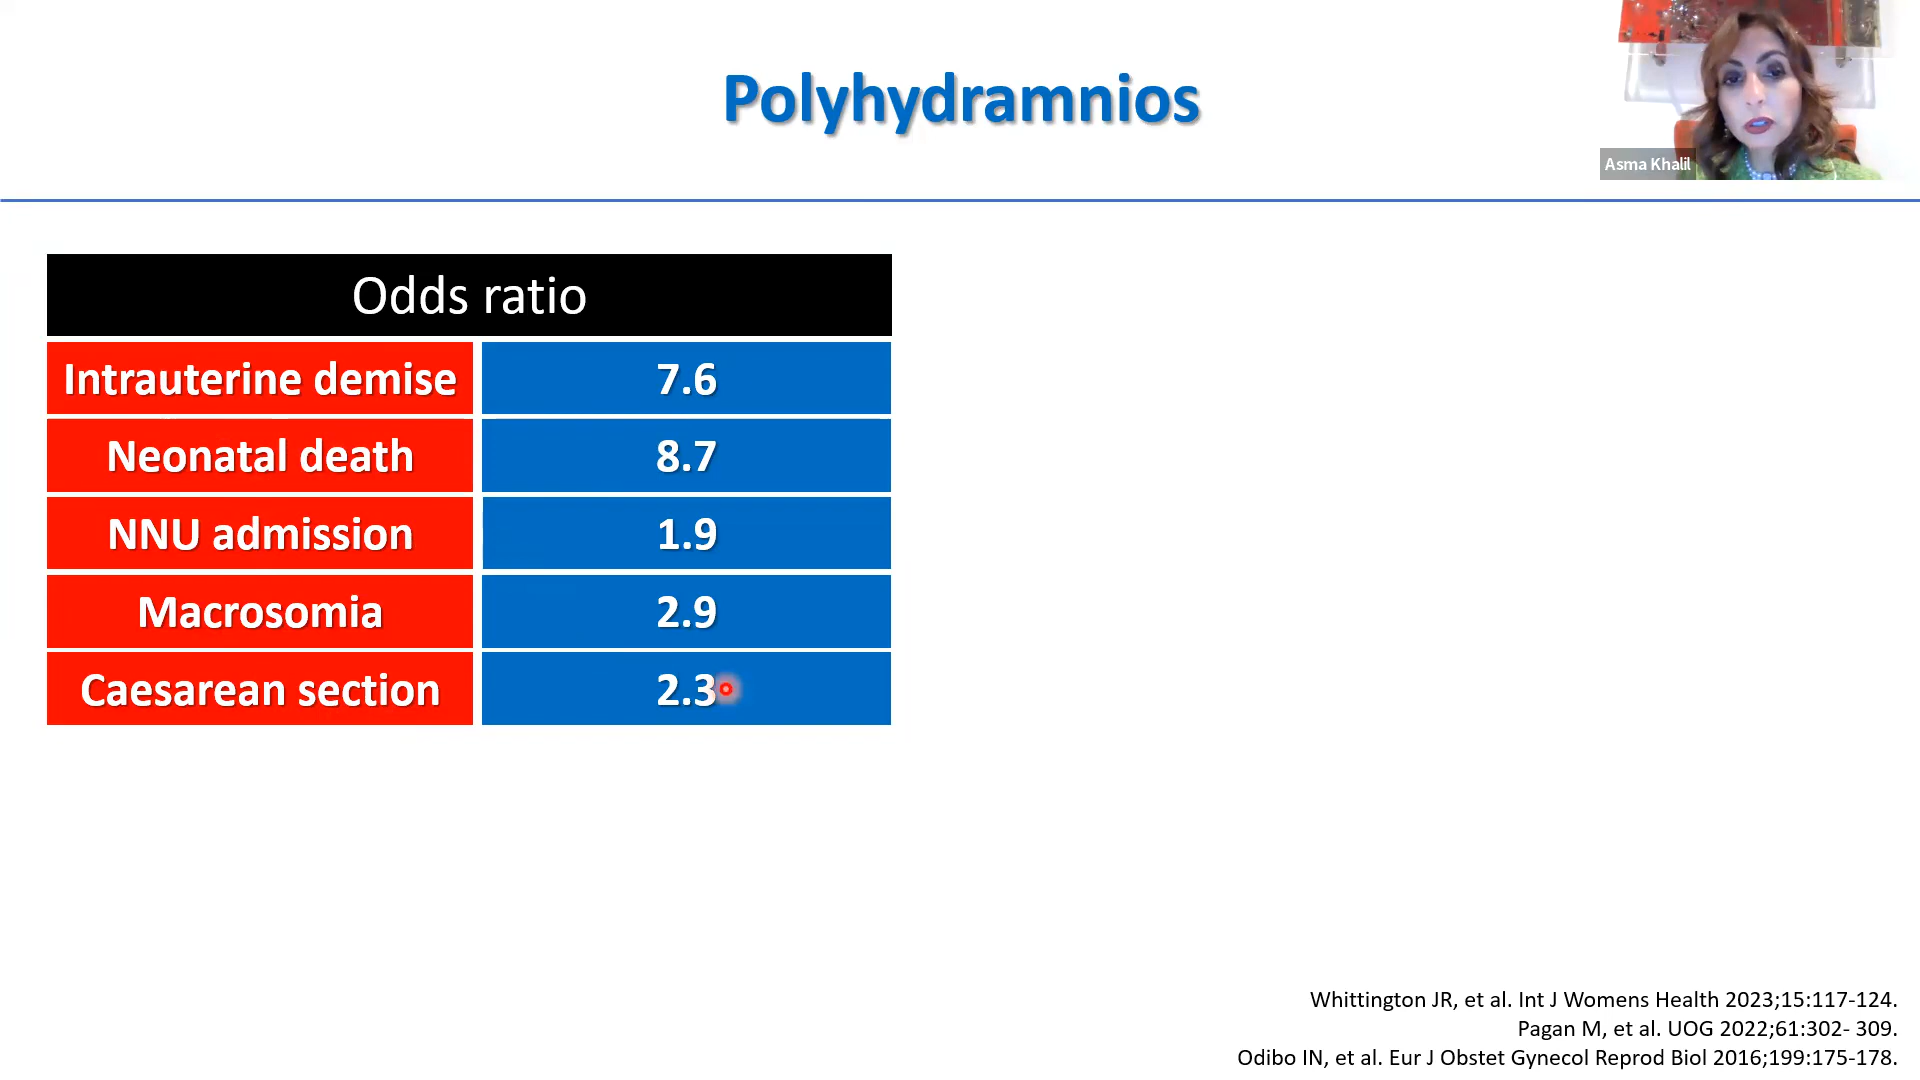 Polyhydramnios
Asma Khalil
Odds ratio
Intrauterine demise 7.6
Neonatal death 8.7
NNU admission 1.9
Macrosomia 2.9
Caesarean section 2.3
Whittington JR, et al. Int J Womens Health 2023;15:117-124.
Pagan M, et al. UOG 2022;61:302- 309.
Odibo IN, et al. Eur J Obstet Gynecol Reprod Biol 2016;199:175-178.